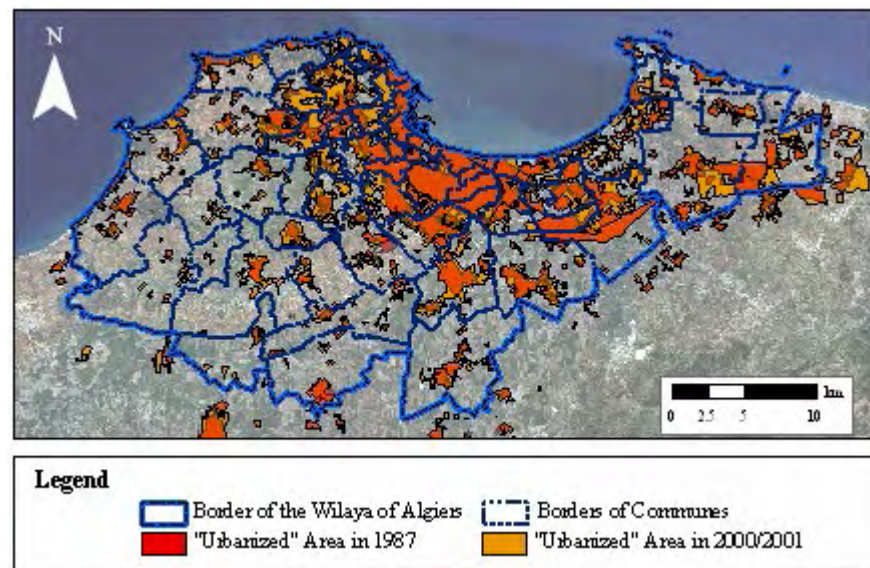 N
km
0 2.5 5 10
Legend
Border of the Wilaya of Algiers Borders of Communes
"Urbanized" Area in 1987 "Urbanized" Area in 2000/2001